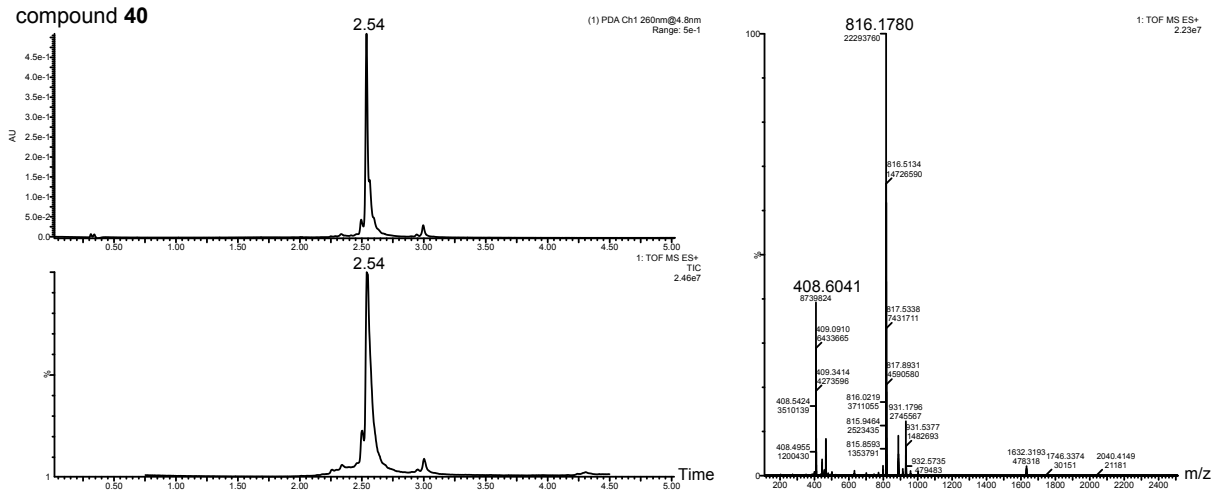 compound 40
2.54
(1) PDA Ch1 260nm@4.8nm
Range: 5e-1
AU
4.5e-1
4.0e-1
3.5e-1
3.0e-1
2.5e-1
2.0e-1
1.5e-1
1.0e-1
5.0e-2
0.0
0.50 1.00 1.50 2.00 2.50 3.00 3.50 4.00 4.50 5.00
2.54
1: TOF MS ES+
TIC
2.46e7
%
1
0.50 1.00 1.50 2.00 2.50 3.00 3.50 4.00 4.50 5.00
Time
816.1780
22293760
1: TOF MS ES+
2.23e7
100
%
0
816.5134
14726590
408.6041
8739824
817.5338
7431711
409.0910
6433665
817.8931
4590580
409.3414
4273596
816.0219
3711055
408.5424
3510139
931.1796
2745567
815.9464
2523435
931.5377
1482693
815.8593
1353791
408.4955
1200430
932.5735
479483
1632.3193
478318
1746.3374
30151
2040.4149
21181
200 400 600 800 1000 1200 1400 1600 1800 2000 2200 2400
m/z